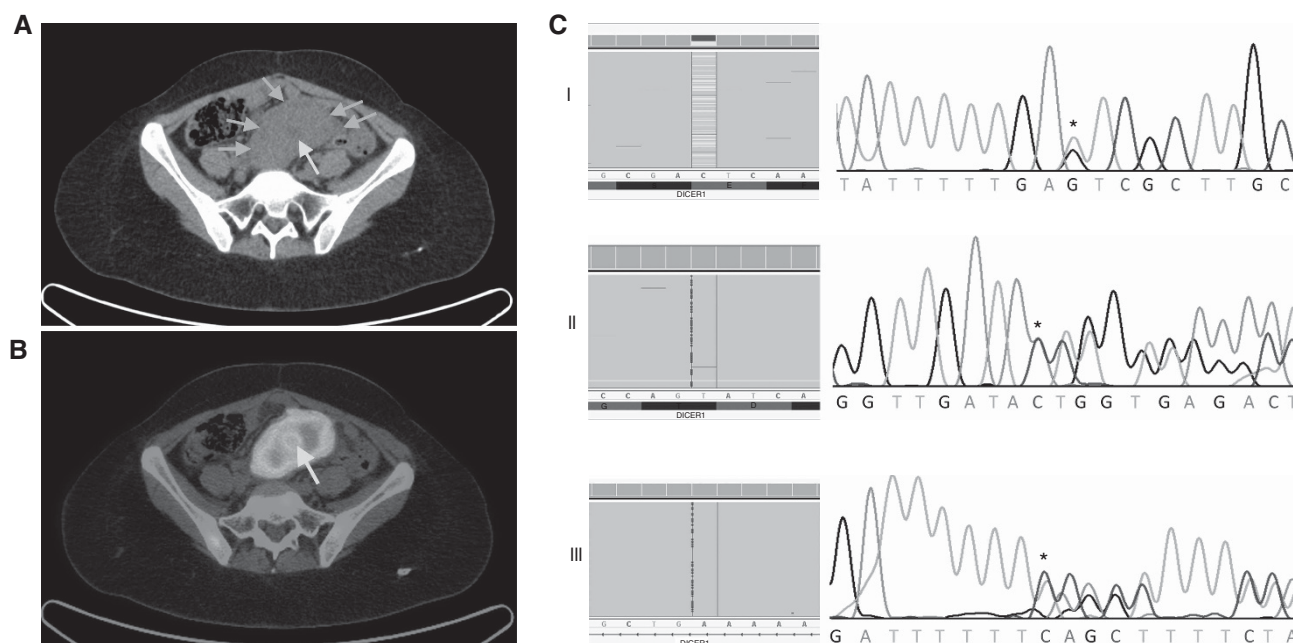 A
B
C
I
G C G A C T C A A
E
DICER1
T A T T T T T G A G T C G C T T G C
*
II
C C A G T A T C A
G
D
DICER1
G G T T G A T A C T G G T G A G A C T
*
III
G C T G A A A A A
DICER1
G A T T T T T T C A G C T T T T C A
*